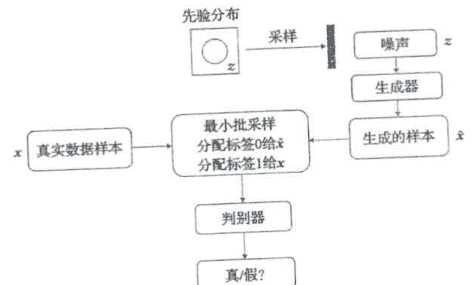 先验分布
z
采样
噪声 z
生成器
生成的样本 x̂
最小批采样
分配标签0给x̂
分配标签1给x
x 真实数据样本
判别器
真/假?